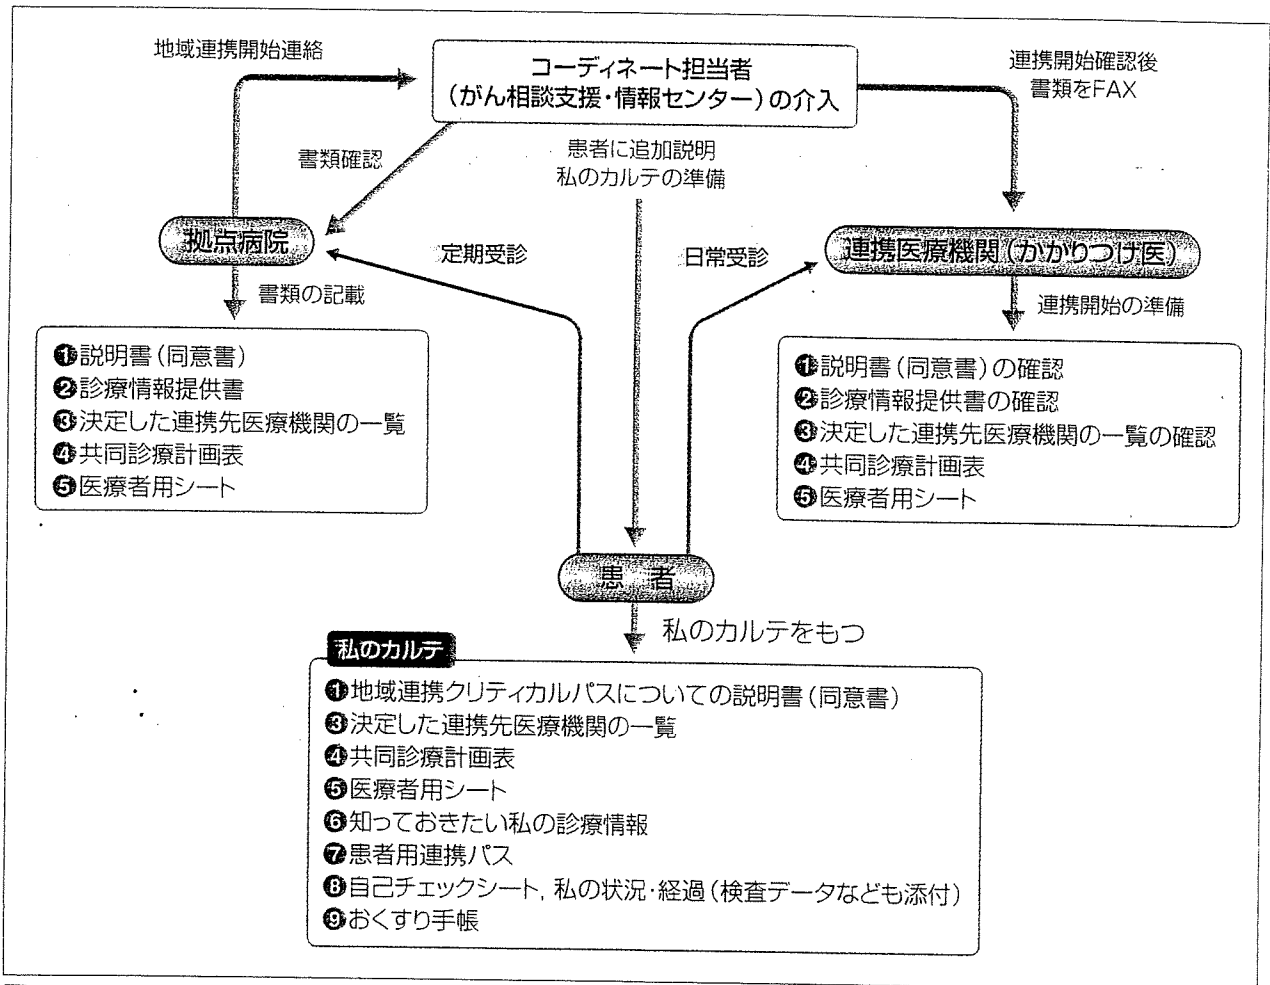 地域連携開始連絡
コーディネート担当者
(がん相談支援・情報センター)の介入
連携開始確認後
書類をFAX
書類確認
患者に追加説明
私のカルテの準備
拠点病院
定期受診
日常受診
連携医療機関(かかりつけ医)
書類の記載
連携開始の準備
❶説明書(同意書)
❷診療情報提供書
❸決定した連携先医療機関の一覧
❹共同診療計画表
❺医療者用シート
❶説明書(同意書)の確認
❷診療情報提供書の確認
❸決定した連携先医療機関の一覧の確認
❹共同診療計画表
❺医療者用シート
患 者
私のカルテをもつ
私のカルテ
❶地域連携クリティカルパスについての説明書(同意書)
❸決定した連携先医療機関の一覧
❹共同診療計画表
❺医療者用シート
❻知っておきたい私の診療情報
❼患者用連携パス
❽自己チェックシート, 私の状況・経過(検査データなども添付)
❾おくすり手帳